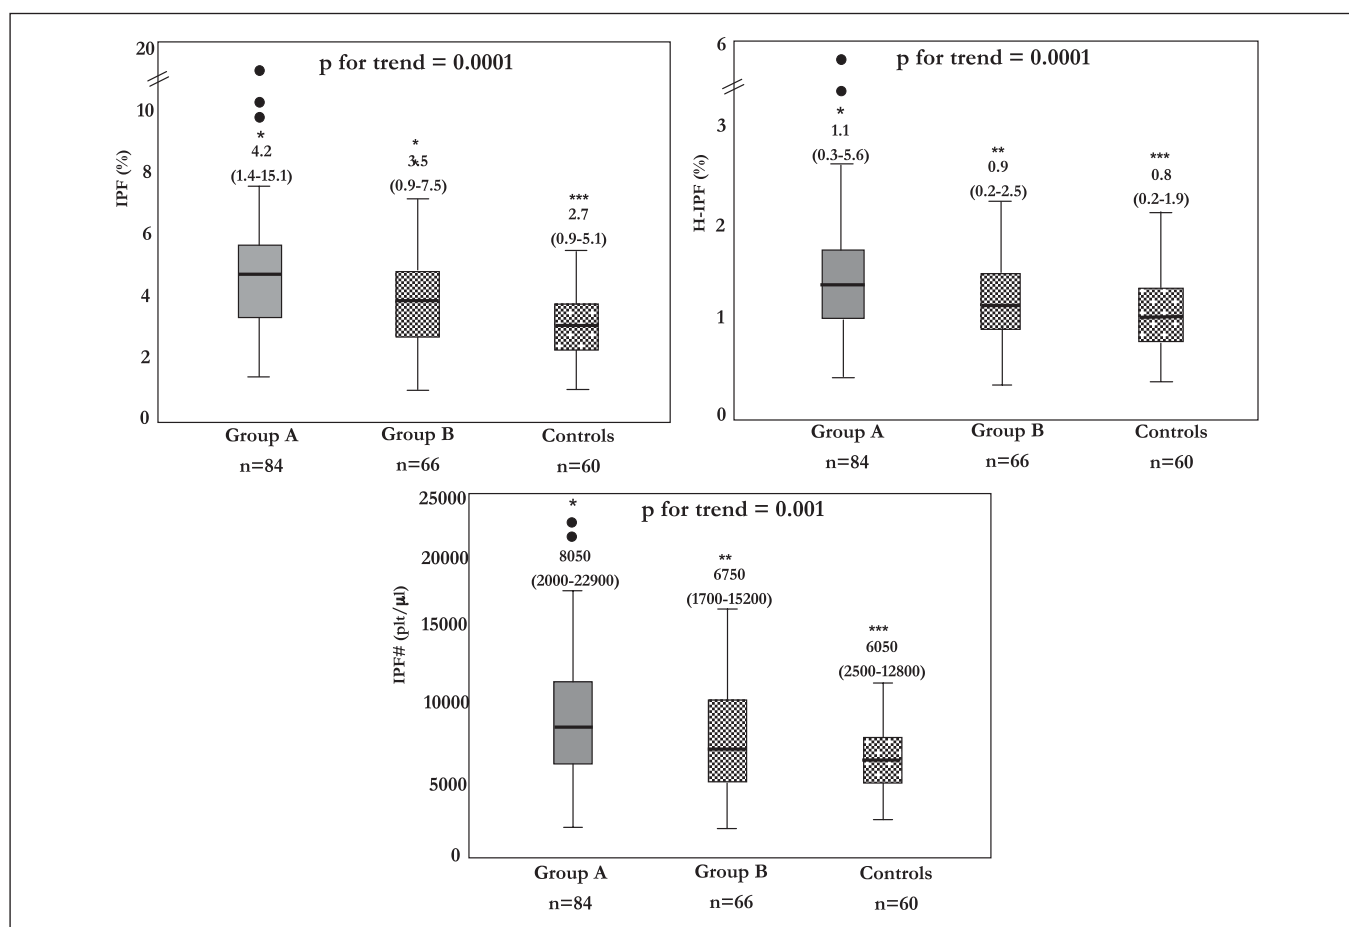 p for trend = 0.0001
IPF (%)
20
10
8
6
4
2
0
*
4.2
(1.4-15.1)
*
3.5
(0.9-7.5)
***
2.7
(0.9-5.1)
Group A
Group B
Controls
n=84
n=66
n=60
p for trend = 0.0001
H-IPF (%)
6
3
2
1
0
*
1.1
(0.3-5.6)
**
0.9
(0.2-2.5)
***
0.8
(0.2-1.9)
Group A
Group B
Controls
n=84
n=66
n=60
p for trend = 0.001
IPF# (plt/µl)
25000
20000
15000
10000
5000
0
*
8050
(2000-22900)
**
6750
(1700-15200)
***
6050
(2500-12800)
Group A
Group B
Controls
n=84
n=66
n=60